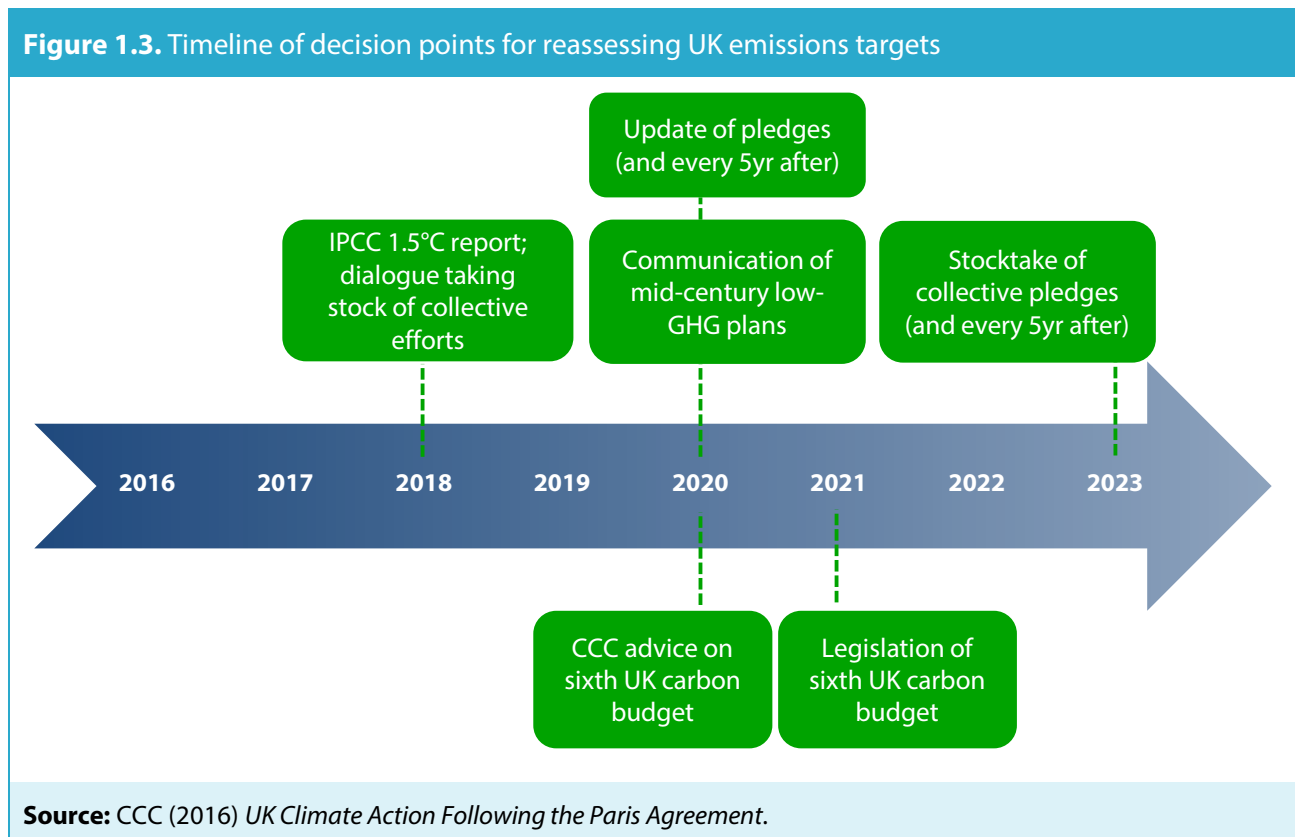 Figure 1.3. Timeline of decision points for reassessing UK emissions targets
Update of pledges
(and every 5yr after)
IPCC 1.5°C report;
dialogue taking
stock of collective
efforts
Communication of
mid-century low-
GHG plans
Stocktake of
collective pledges
(and every 5yr after)
2016 2017 2018 2019 2020 2021 2022 2023
CCC advice on
sixth UK carbon
budget
Legislation of
sixth UK carbon
budget
Source: CCC (2016) UK Climate Action Following the Paris Agreement.